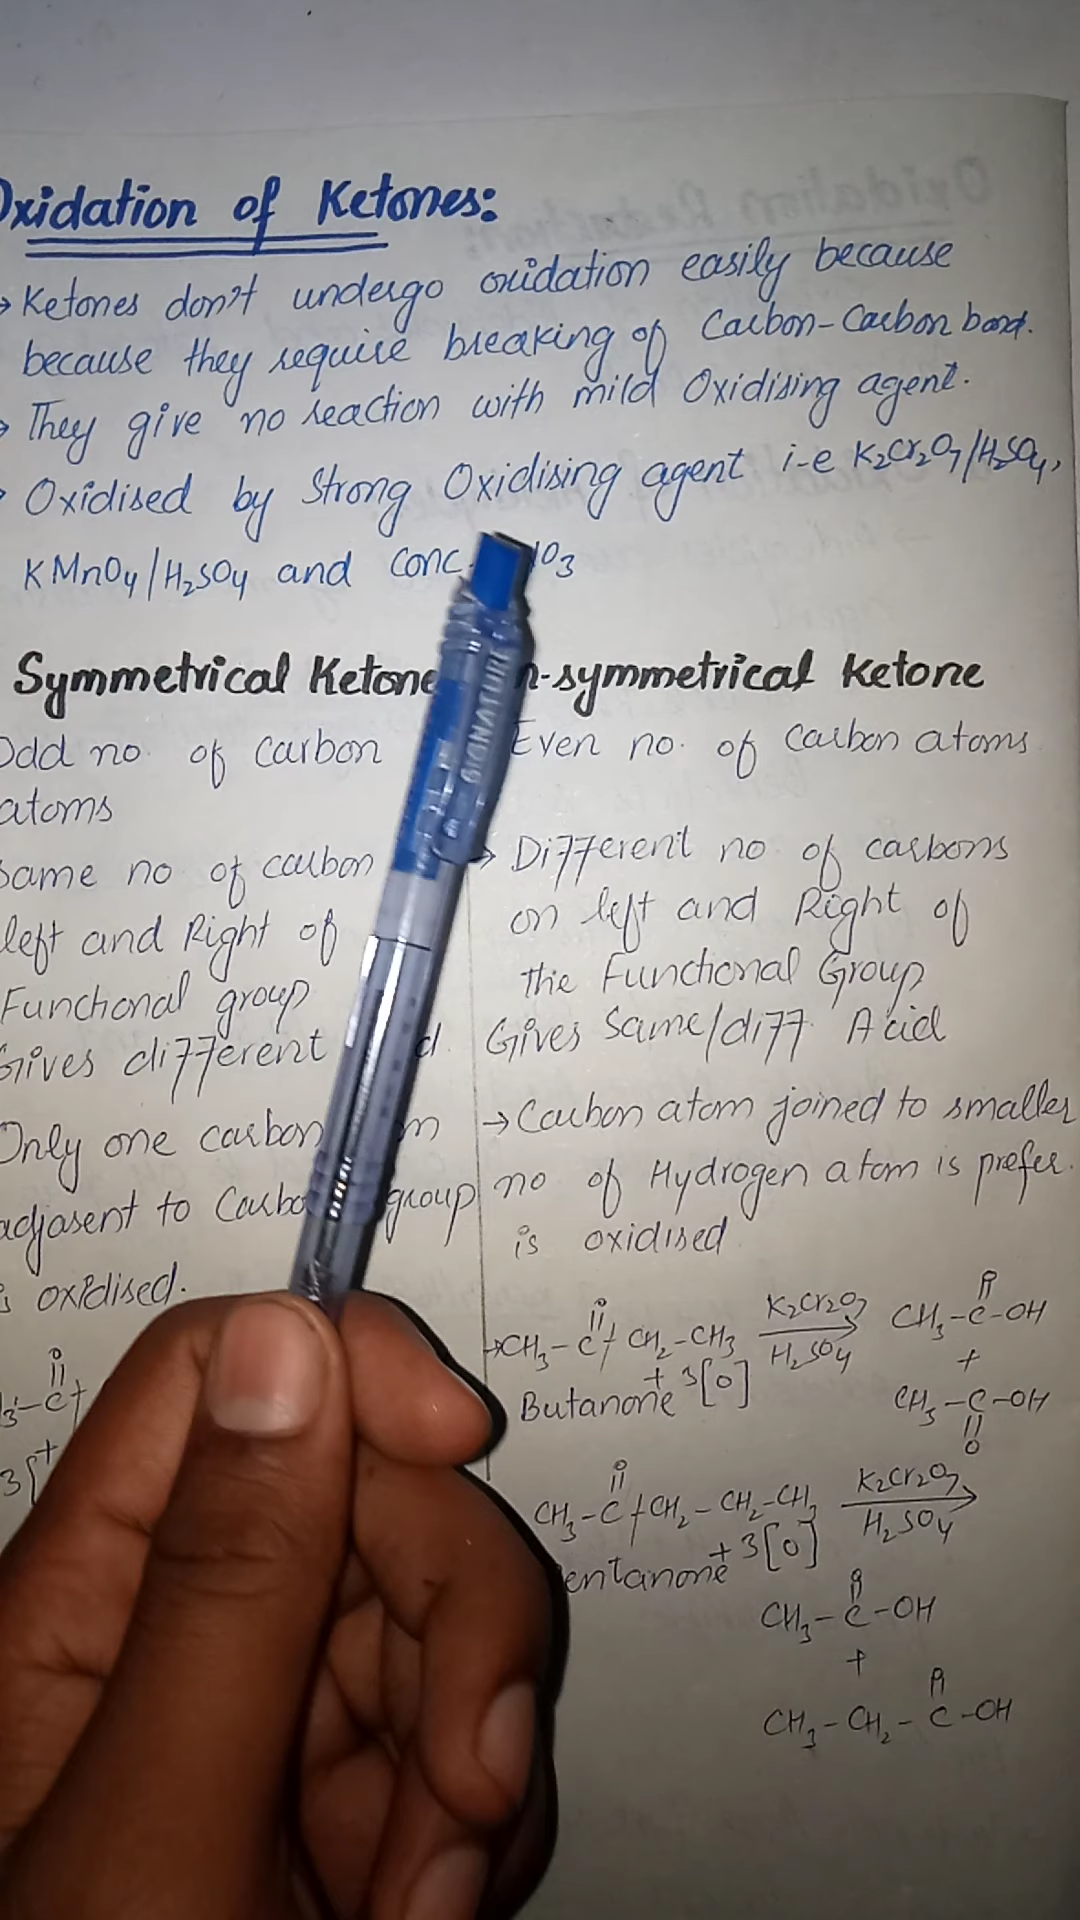 Oxidation of Ketones:
→ Ketones don't undergo oxidation easily because
because they require breaking of Carbon-Carbon bond.
→ They give no reaction with mild Oxidising agent.
→ Oxidised by Strong Oxidising agent i-e K₂Cr₂O₇/H₂SO₄,
KMnO₄/H₂SO₄ and Conc. O₃
Symmetrical Ketone
Odd no. of Carbon
atoms
Same no of carbon
left and Right of
Functional group
Gives different
Only one carbon
adjasent to Carbo group
is oxidised.
O
C
3[
n-symmetrical Ketone
Even no. of Carbon atoms
→ Different no of carbons
on left and Right of
the Functional Group
Gives Same/diff Acid
→ Carbon atom joined to smaller
no of Hydrogen atom is prefer.
is oxidised
K₂Cr₂O₇
→ CH₃-C+CH₂-CH₃ → CH₃-C-OH
H₂SO₄
Butanone + 3[O]
+
CH₃-C-OH
O
O
CH₃-C+CH₂-CH₂-CH₃ K₂Cr₂O₇
H₂SO₄
entanone + 3[O]
O
CH₃-C-OH
+
O
CH₃-CH₂-C-OH
SIGNATURE